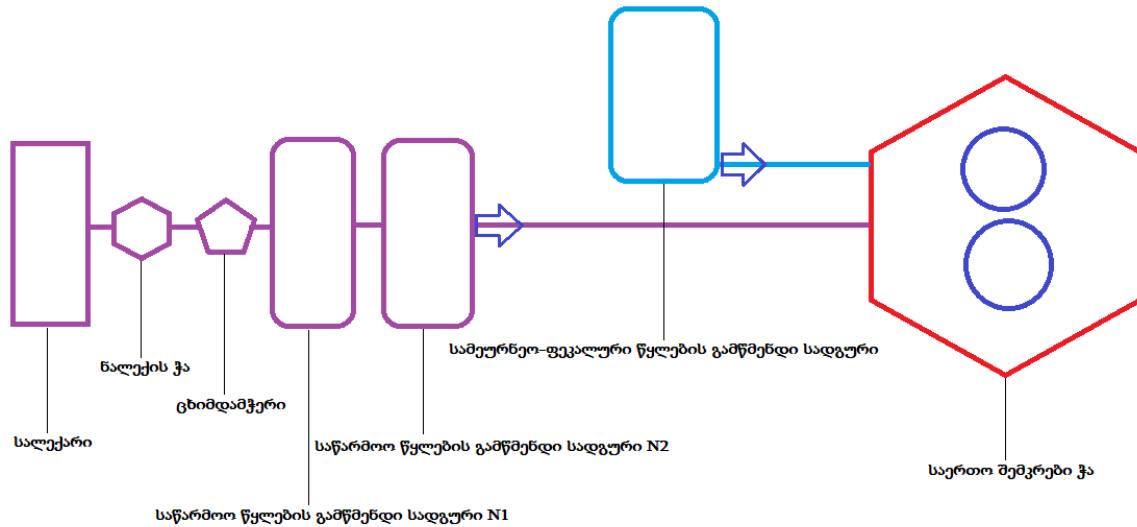 სამეურნეო-ფეკალური წყლების გამწმენდი სადგური
ნალექის ჭა
ცხიმდამჭერი
სალექარი
საწარმოო წყლების გამწმენდი სადგური N2
საერთო შემკრები ჭა
საწარმოო წყლების გამწმენდი სადგური N1